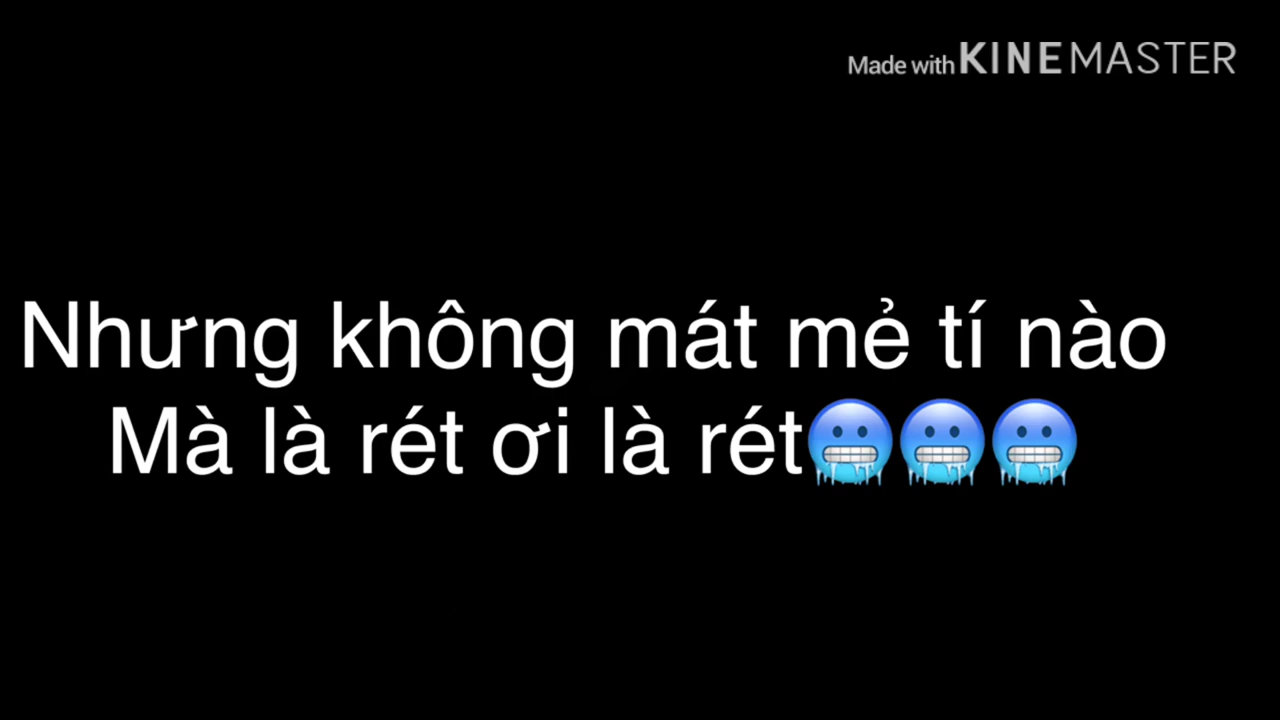 Made with KINEMASTER
Nhưng không mát mẻ tí nào
Mà là rét ơi là rét🥶🥶🥶